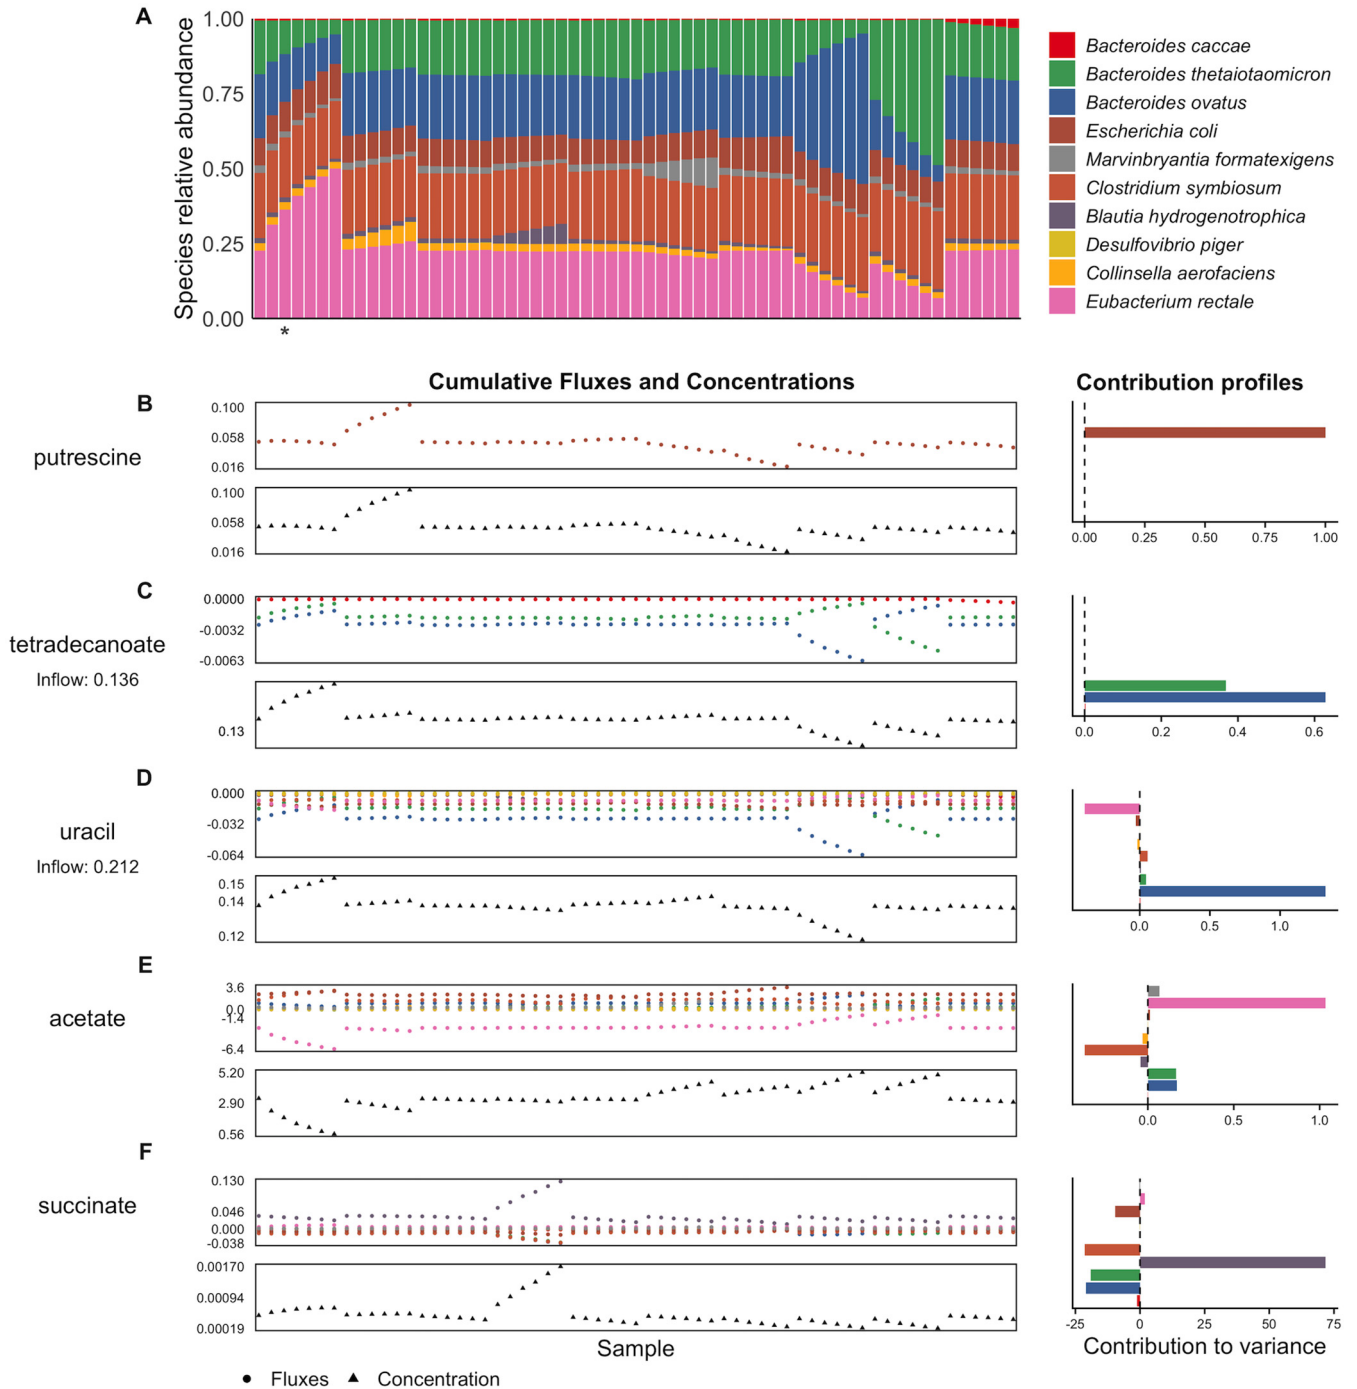 A
Species relative abundance
1.00
0.75
0.50
0.25
0.00
*
Bacteroides caccae
Bacteroides thetaiotaomicron
Bacteroides ovatus
Escherichia coli
Marvinbryantia formatexigens
Clostridium symbiosum
Blautia hydrogenotrophica
Desulfovibrio piger
Collinsella aerofaciens
Eubacterium rectale
Cumulative Fluxes and Concentrations
Contribution profiles
B
putrescine
0.100
0.058
0.016
0.100
0.058
0.016
0.00 0.25 0.50 0.75 1.00
C
tetradecanoate
Inflow: 0.136
0.0000
-0.0032
-0.0063
0.13
0.0 0.2 0.4 0.6
D
uracil
Inflow: 0.212
0.000
-0.032
-0.064
0.15
0.14
0.12
0.0 0.5 1.0
E
acetate
3.6
0.0
-1.4
-6.4
5.20
2.90
0.56
0.0 0.5 1.0
F
succinate
0.130
0.046
0.000
-0.038
0.00170
0.00094
0.00019
-25 0 25 50 75
Sample
Contribution to variance
Fluxes Concentration